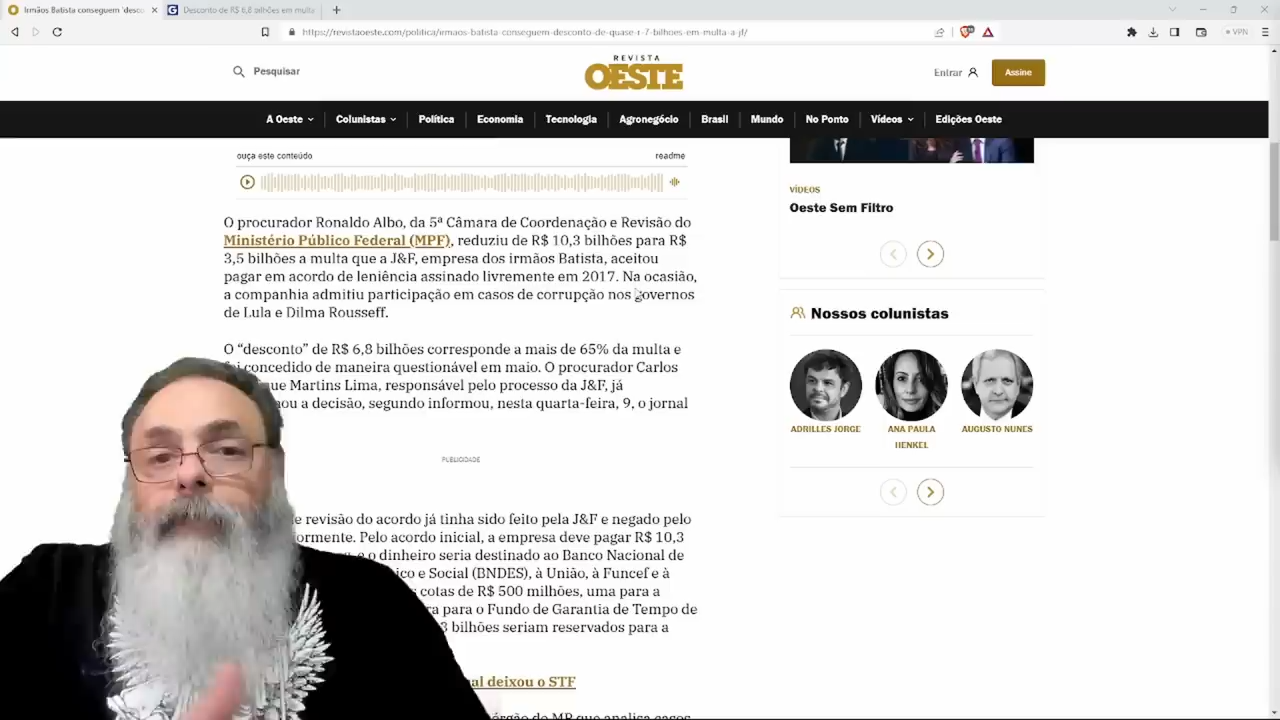 Irmãos Batista conseguem 'desco
Desconto de R$ 6,8 bilhões em multa
https://revistaoeste.com/politica/irmaos-batista-conseguem-desconto-de-quase-r-7-bilhoes-em-multa-a-jf/
VPN
Pesquisar
REVISTA
OESTE
Entrar
Assine
A Oeste
Colunistas
Política
Economia
Tecnologia
Agronegócio
Brasil
Mundo
No Ponto
Vídeos
Edições Oeste
ouça este conteúdo
readme
O procurador Ronaldo Albo, da 5ª Câmara de Coordenação e Revisão do
Ministério Público Federal (MPF), reduziu de R$ 10,3 bilhões para R$
3,5 bilhões a multa que a J&F, empresa dos irmãos Batista, aceitou
pagar em acordo de leniência assinado livremente em 2017. Na ocasião,
a companhia admitiu participação em casos de corrupção nos governos
de Lula e Dilma Rousseff.
O “desconto” de R$ 6,8 bilhões corresponde a mais de 65% da multa e
concedido de maneira questionável em maio. O procurador Carlos
que Martins Lima, responsável pelo processo da J&F, já
ou a decisão, segundo informou, nesta quarta-feira, 9, o jornal
PUBLICIDADE
e revisão do acordo já tinha sido feito pela J&F e negado pelo
ormente. Pelo acordo inicial, a empresa deve pagar R$ 10,3
e o dinheiro seria destinado ao Banco Nacional de
ico e Social (BNDES), à União, à Funcef e à
cotas de R$ 500 milhões, uma para a
ra para o Fundo de Garantia de Tempo de
3 bilhões seriam reservados para a
al deixou o STF
órgão do MP que analisa casos
VÍDEOS
Oeste Sem Filtro
Nossos colunistas
ADRILLES JORGE
ANA PAULA
HENKEL
AUGUSTO NUNES